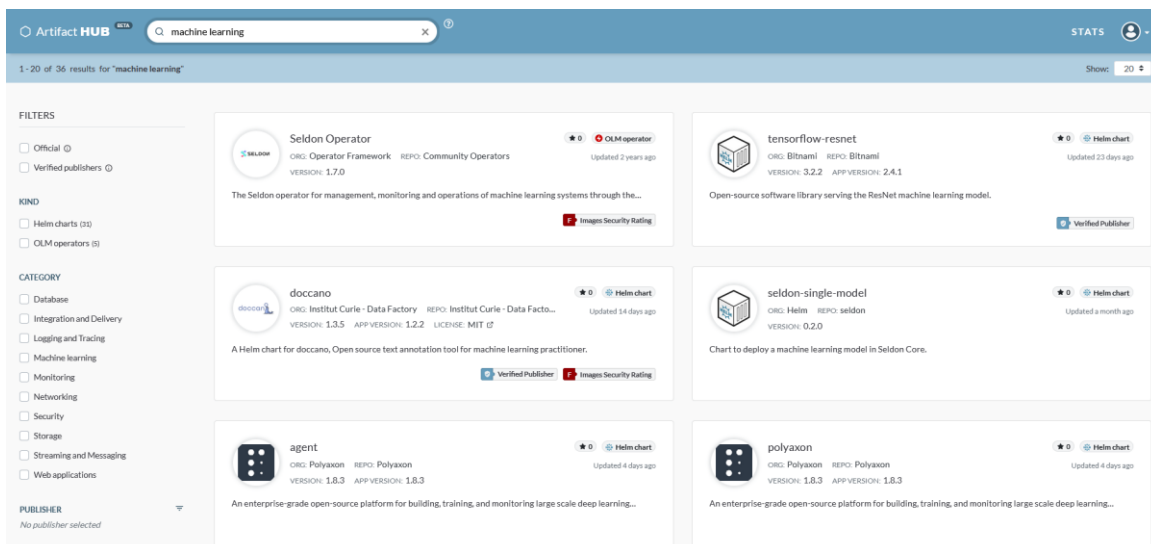 Artifact HUB BETA
machine learning
STATS
1 - 20 of 36 results for "machine learning"
Show: 20
FILTERS
Official
Verified publishers
KIND
Helm charts (31)
OLM operators (5)
CATEGORY
Database
Integration and Delivery
Logging and Tracing
Machine learning
Monitoring
Networking
Security
Storage
Streaming and Messaging
Web applications
PUBLISHER
No publisher selected
SELDON
Seldon Operator
★ 0 OLM operator
ORG: Operator Framework REPO: Community Operators
Updated 2 years ago
VERSION: 1.7.0
The Seldon operator for management, monitoring and operations of machine learning systems through the...
F Images Security Rating
tensorflow-resnet
★ 0 Helm chart
ORG: Bitnami REPO: Bitnami
Updated 23 days ago
VERSION: 3.2.2 APP VERSION: 2.4.1
Open-source software library serving the ResNet machine learning model.
Verified Publisher
doccano
doccano
★ 0 Helm chart
ORG: Institut Curie - Data Factory REPO: Institut Curie - Data Facto...
Updated 14 days ago
VERSION: 1.3.5 APP VERSION: 1.2.2 LICENSE: MIT
A Helm chart for doccano, Open source text annotation tool for machine learning practitioner.
Verified Publisher F Images Security Rating
seldon-single-model
★ 0 Helm chart
ORG: Helm REPO: seldon
Updated a month ago
VERSION: 0.2.0
Chart to deploy a machine learning model in Seldon Core.
agent
★ 0 Helm chart
ORG: Polyaxon REPO: Polyaxon
Updated 4 days ago
VERSION: 1.8.3 APP VERSION: 1.8.3
An enterprise-grade open-source platform for building, training, and monitoring large scale deep learning...
polyaxon
★ 0 Helm chart
ORG: Polyaxon REPO: Polyaxon
Updated 4 days ago
VERSION: 1.8.3 APP VERSION: 1.8.3
An enterprise-grade open-source platform for building, training, and monitoring large scale deep learning...